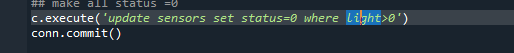 ## make all status =0
c.execute('update sensors set status=0 where light>0')
conn.commit()